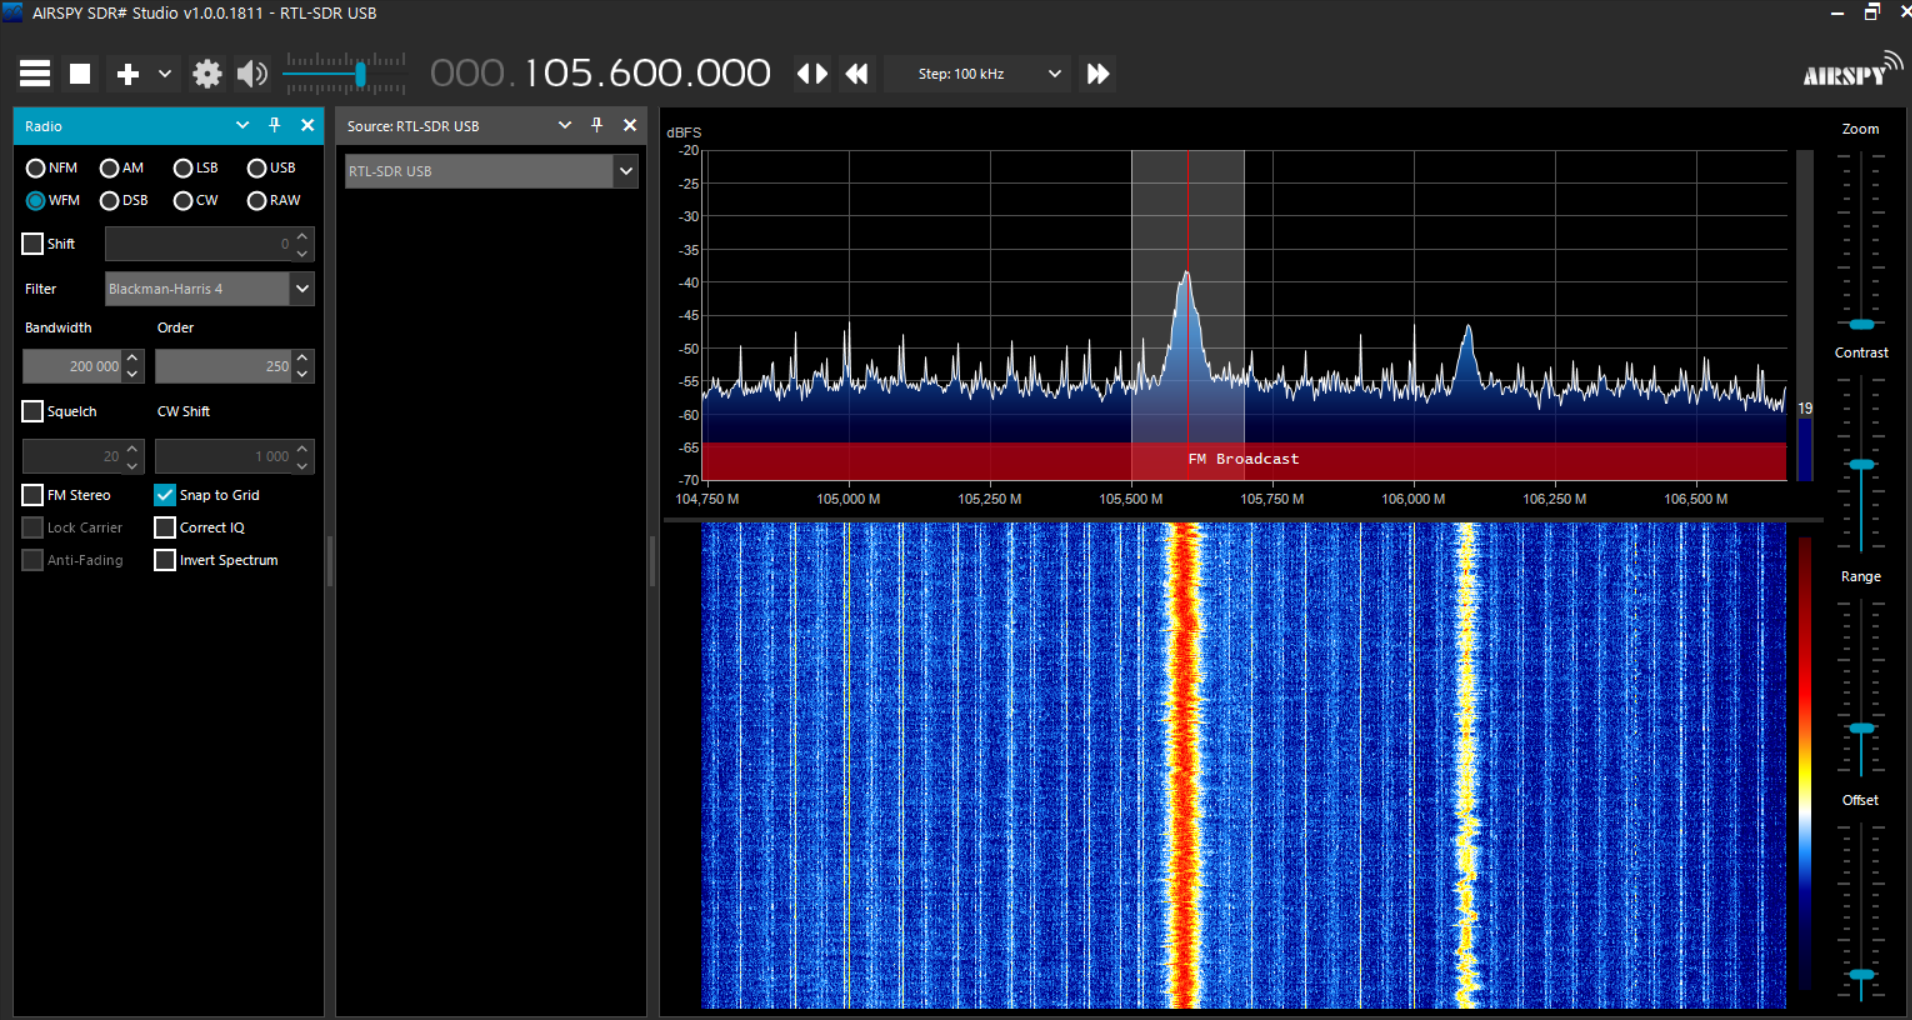 AIRSPY SDR# Studio v1.0.0.1811 - RTL-SDR USB
000.105.600.000
Step: 100 kHz
AIRSPY
Radio
NFM AM LSB USB
WFM DSB CW RAW
Shift 0
Filter Blackman-Harris 4
Bandwidth Order
200 000 250
Squelch CW Shift
20 1 000
FM Stereo Snap to Grid
Lock Carrier Correct IQ
Anti-Fading Invert Spectrum
Source: RTL-SDR USB
RTL-SDR USB
dBFS
-20
-25
-30
-35
-40
-45
-50
-55
-60
-65
-70
FM Broadcast
104,750 M 105,000 M 105,250 M 105,500 M 105,750 M 106,000 M 106,250 M 106,500 M
19
Zoom
Contrast
Range
Offset